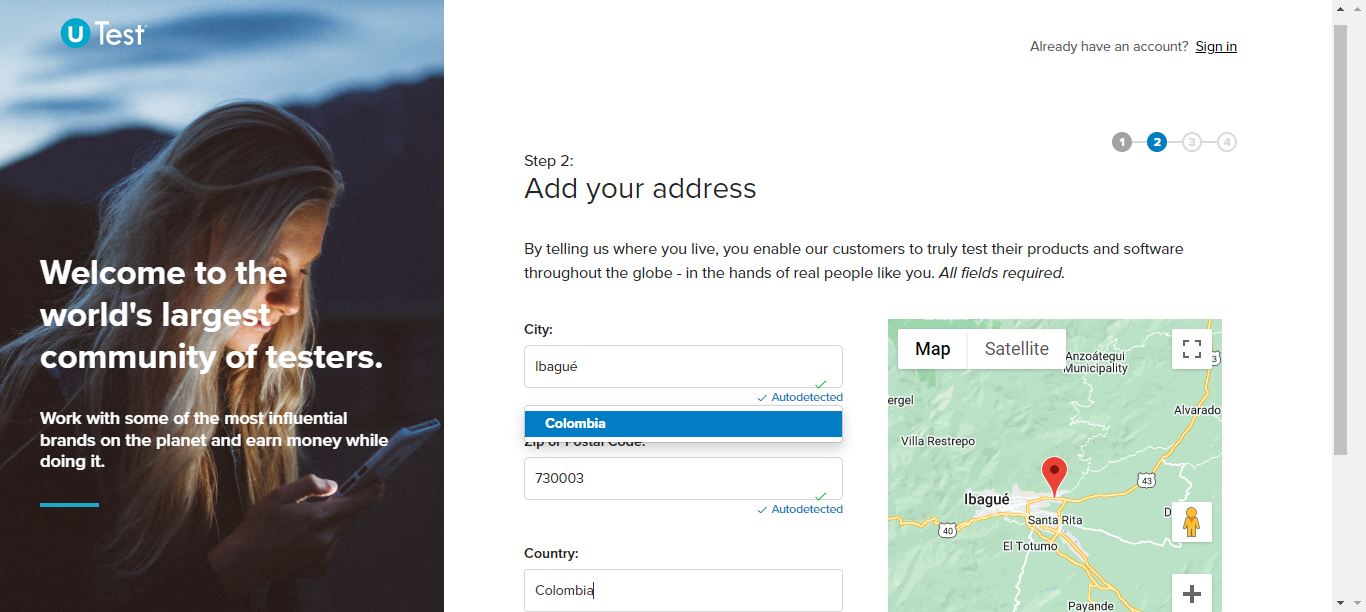 U Test
Already have an account? Sign in
1 2 3 4
Step 2:
Add your address
By telling us where you live, you enable our customers to truly test their products and software
throughout the globe - in the hands of real people like you. All fields required.
Welcome to the
world's largest
community of testers.
Work with some of the most influential
brands on the planet and earn money while
doing it.
City:
Ibagué
Autodetected
Colombia
Zip or Postal Code:
730003
Autodetected
Country:
Colombia
Map Satellite
Anzoátegui
Municipality
3
ergel
Alvarado
Villa Restrepo
43
Ibagué
D
Santa Rita
40
El Totumo
Payande